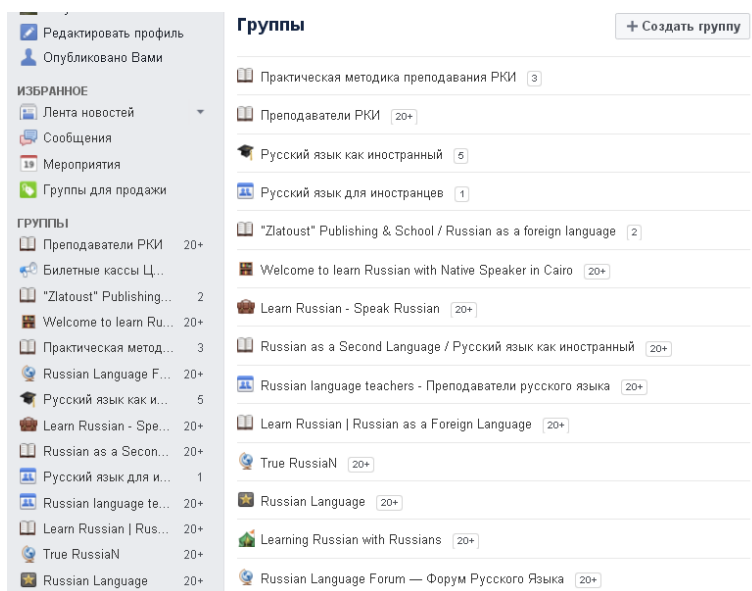 Редактировать профиль
Опубликовано Вами
ИЗБРАННОЕ
Лента новостей
Сообщения
19 Мероприятия
Группы для продажи
ГРУППЫ
Преподаватели РКИ 20+
Билетные кассы Ц...
"Zlatoust" Publishing... 2
Welcome to learn Ru... 20+
Практическая метод... 3
Russian Language F... 20+
Русский язык как и... 5
Learn Russian - Spe... 20+
Russian as a Secon... 20+
Русский язык для и... 1
Russian language te... 20+
Learn Russian | Rus... 20+
True RussiaN 20+
Russian Language 20+
Группы
+ Создать группу
Практическая методика преподавания РКИ 3
Преподаватели РКИ 20+
Русский язык как иностранный 5
Русский язык для иностранцев 1
"Zlatoust" Publishing & School / Russian as a foreign language 2
Welcome to learn Russian with Native Speaker in Cairo 20+
Learn Russian - Speak Russian 20+
Russian as a Second Language / Русский язык как иностранный 20+
Russian language teachers - Преподаватели русского языка 20+
Learn Russian | Russian as a Foreign Language 20+
True RussiaN 20+
Russian Language 20+
Learning Russian with Russians 20+
Russian Language Forum — Форум Русского Языка 20+